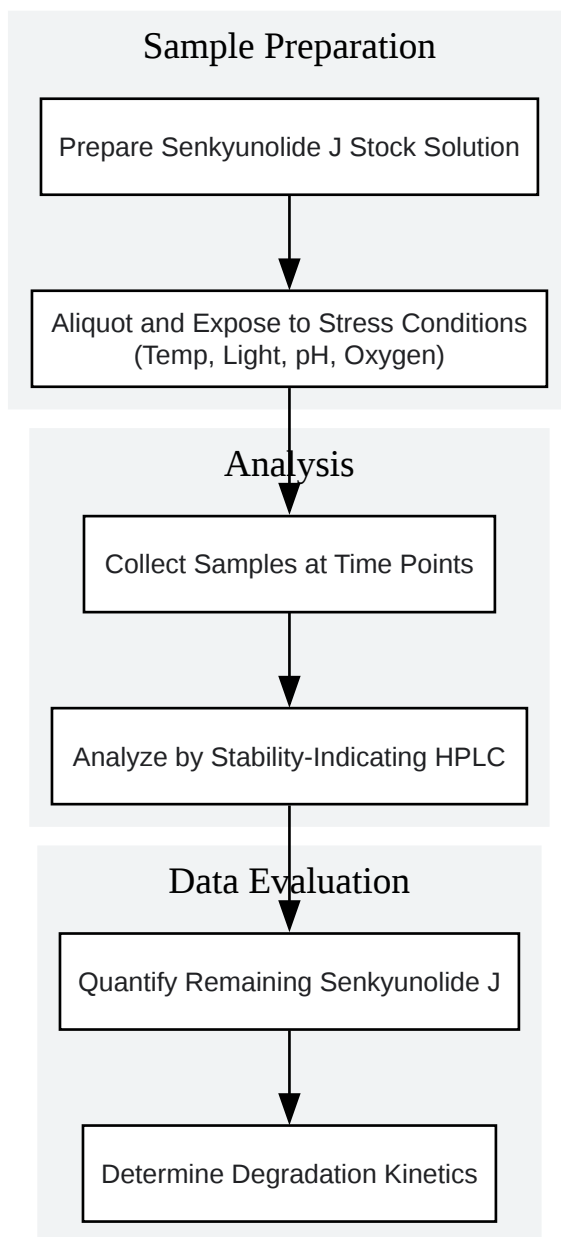 Sample Preparation
Prepare Senkyunolide J Stock Solution
Aliquot and Expose to Stress Conditions
(Temp, Light, pH, Oxygen)
Analysis
Collect Samples at Time Points
Analyze by Stability-Indicating HPLC
Data Evaluation
Quantify Remaining Senkyunolide J
Determine Degradation Kinetics